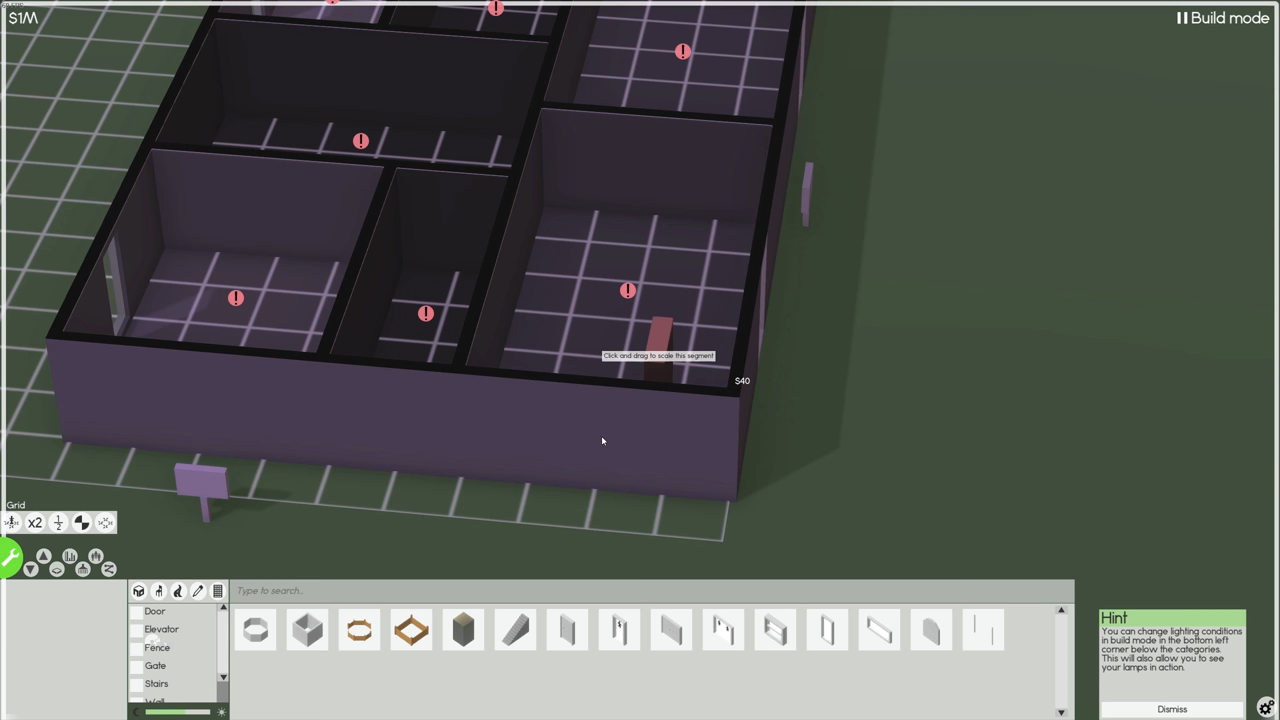 $1M
Build mode
Click and drag to scale this segment
$40
Grid
x2
1/2
Type to search...
Door
Elevator
Fence
Gate
Stairs
Wall
Hint
You can change lighting conditions
in build mode in the bottom left
corner below the categories.
This will also allow you to see
your lamps in action.
Dismiss